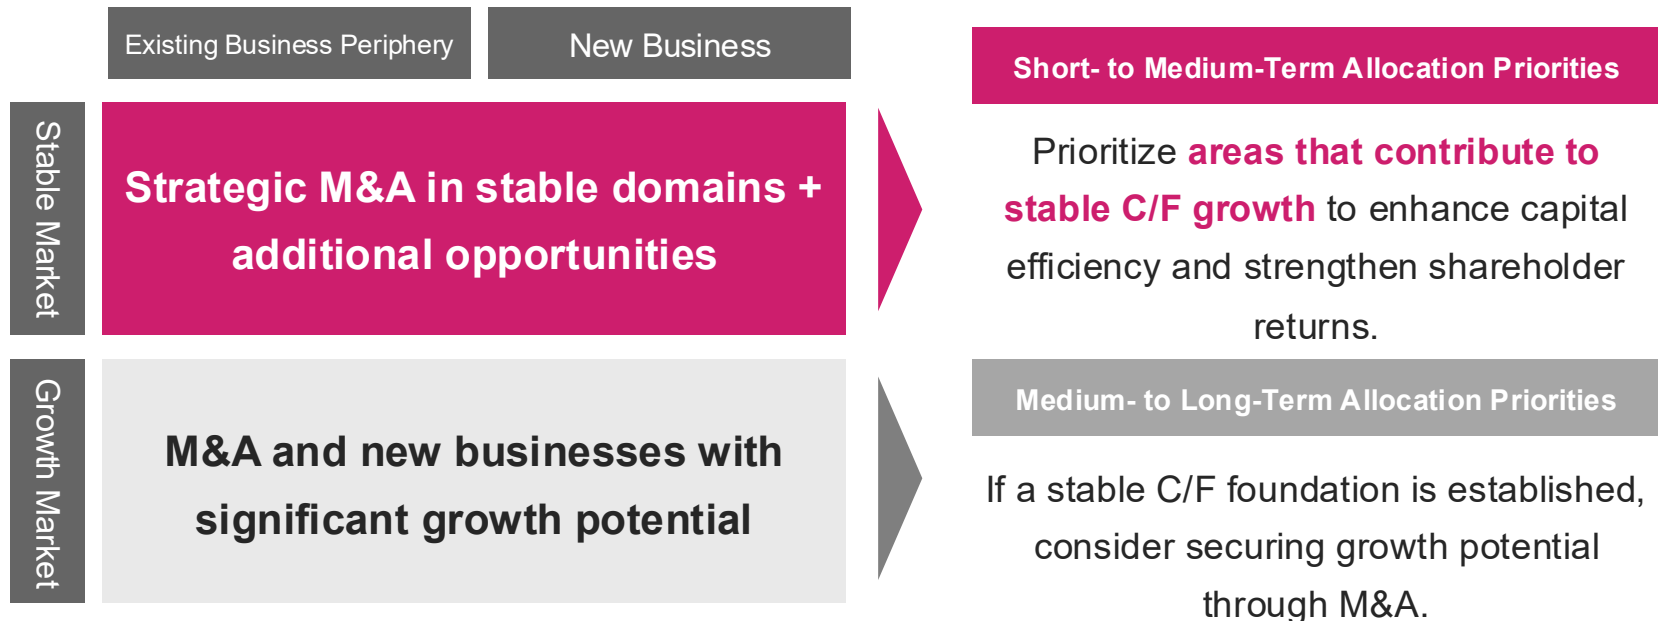 Existing Business Periphery
New Business
Stable Market
Strategic M&A in stable domains +
additional opportunities
Short- to Medium-Term Allocation Priorities
Prioritize areas that contribute to
stable C/F growth to enhance capital
efficiency and strengthen shareholder
returns.
Growth Market
M&A and new businesses with
significant growth potential
Medium- to Long-Term Allocation Priorities
If a stable C/F foundation is established,
consider securing growth potential
through M&A.